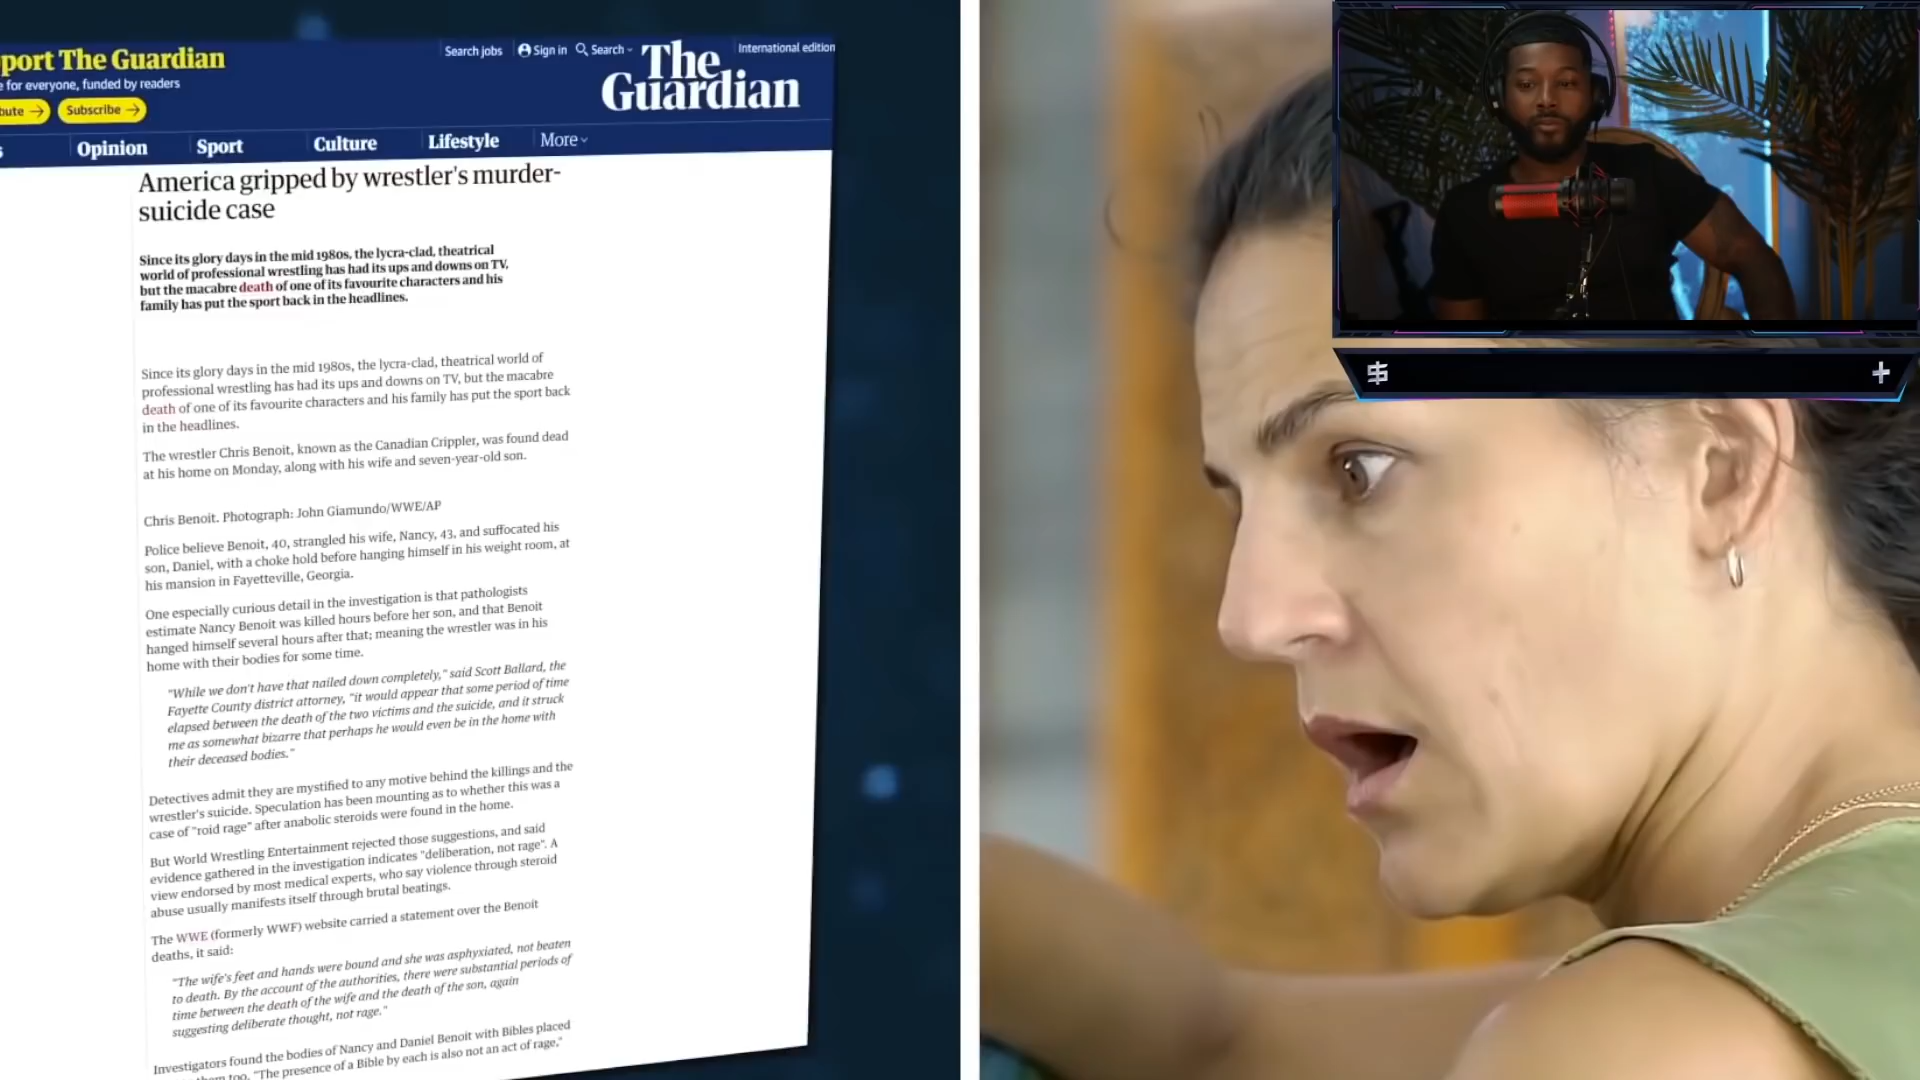 port The Guardian
e for everyone, funded by readers
bute →
Subscribe →
Search jobs
Sign in
Search
International edition
The
Guardian
s
Opinion
Sport
Culture
Lifestyle
More
America gripped by wrestler's murder-
suicide case
Since its glory days in the mid 1980s, the lycra-clad, theatrical
world of professional wrestling has had its ups and downs on TV,
but the macabre death of one of its favourite characters and his
family has put the sport back in the headlines.
Since its glory days in the mid 1980s, the lycra-clad, theatrical world of
professional wrestling has had its ups and downs on TV, but the macabre
death of one of its favourite characters and his family has put the sport back
in the headlines.
The wrestler Chris Benoit, known as the Canadian Crippler, was found dead
at his home on Monday, along with his wife and seven-year-old son.
Chris Benoit. Photograph: John Giamundo/WWE/AP
Police believe Benoit, 40, strangled his wife, Nancy, 43, and suffocated his
son, Daniel, with a choke hold before hanging himself in his weight room, at
his mansion in Fayetteville, Georgia.
One especially curious detail in the investigation is that pathologists
estimate Nancy Benoit was killed hours before her son, and that Benoit
hanged himself several hours after that; meaning the wrestler was in his
home with their bodies for some time.
"While we don't have that nailed down completely," said Scott Ballard, the
Fayette County district attorney, "it would appear that some period of time
elapsed between the death of the two victims and the suicide, and it struck
me as somewhat bizarre that perhaps he would even be in the home with
their deceased bodies."
Detectives admit they are mystified to any motive behind the killings and the
wrestler's suicide. Speculation has been mounting as to whether this was a
case of "roid rage" after anabolic steroids were found in the home.
But World Wrestling Entertainment rejected those suggestions, and said
evidence gathered in the investigation indicates "deliberation, not rage". A
view endorsed by most medical experts, who say violence through steroid
abuse usually manifests itself through brutal beatings.
The WWE (formerly WWF) website carried a statement over the Benoit
deaths, it said:
"The wife's feet and hands were bound and she was asphyxiated, not beaten
to death. By the account of the authorities, there were substantial periods of
time between the death of the wife and the death of the son, again
suggesting deliberate thought, not rage."
Investigators found the bodies of Nancy and Daniel Benoit with Bibles placed
them too. "The presence of a Bible by each is also not an act of rage,"